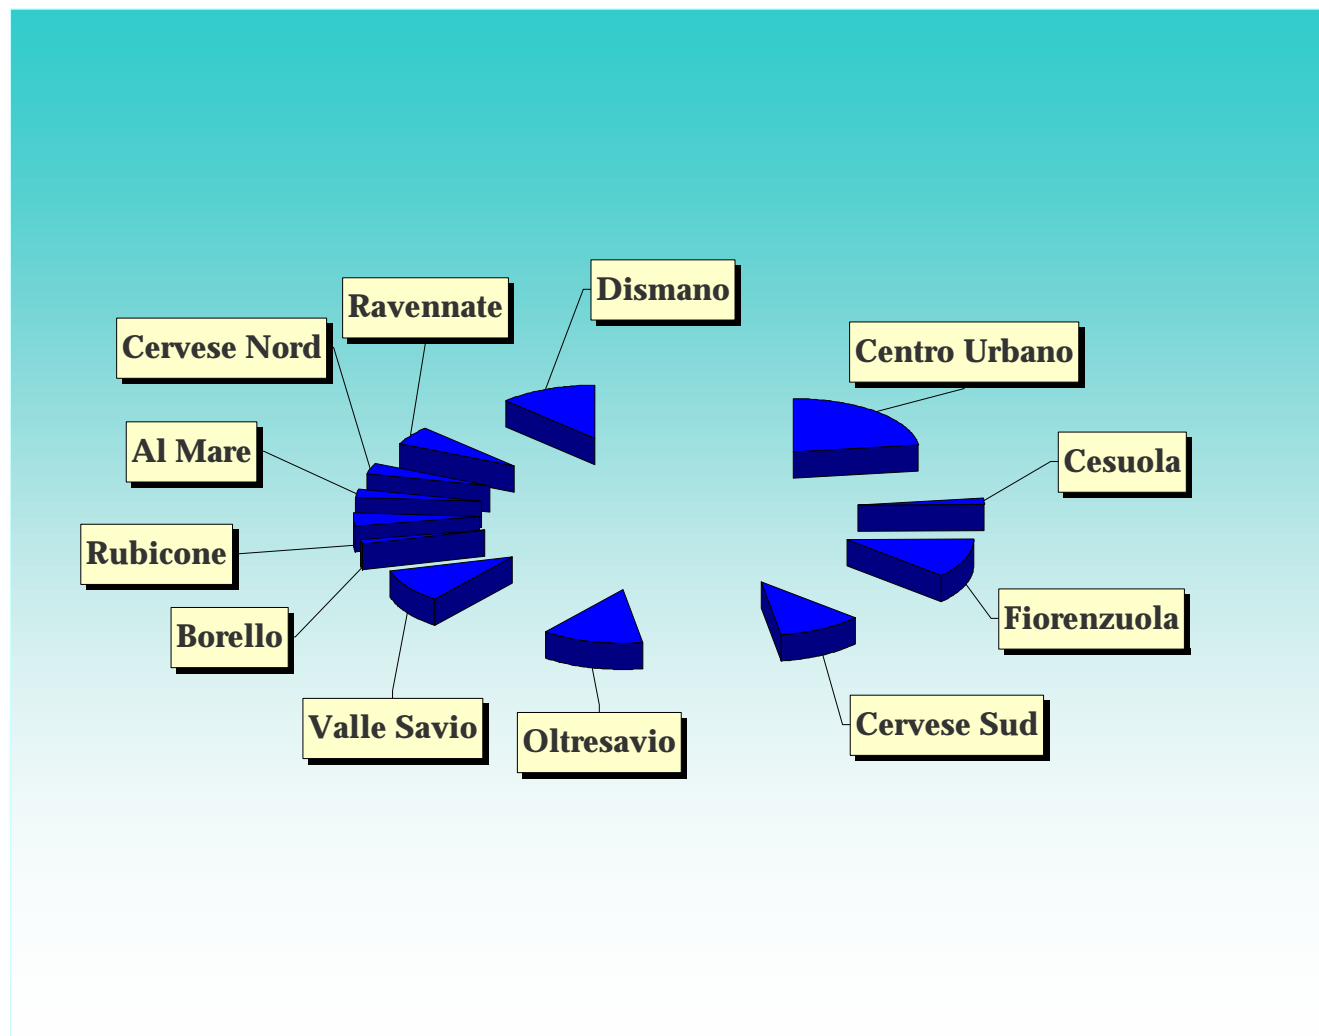 Dismano
Ravennate
Cervese Nord
Centro Urbano
Al Mare
Cesuola
Rubicone
Fiorenzuola
Borello
Valle Savio
Oltresavio
Cervese Sud